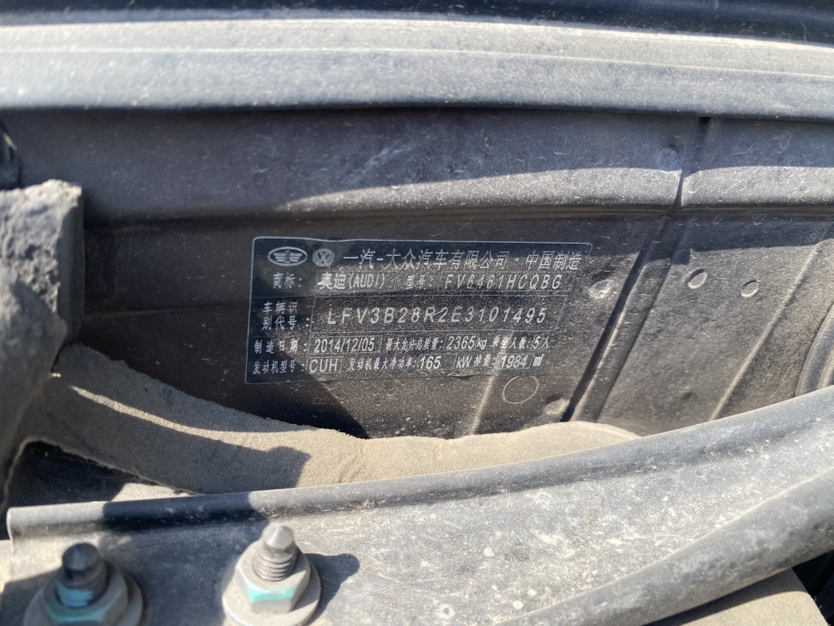 一汽-大众汽车有限公司·中国制造
商标: 奥迪(AUDI) 型号: FV6461HCQBG
车辆识
别代号: LFV3B28R2E3101495
制造日期: 2014/12/05 最大允许总质量: 2365kg 乘坐人数: 5人
发动机型号: CUH 发动机最大净功率: 165 kW 排量: 1984 ml